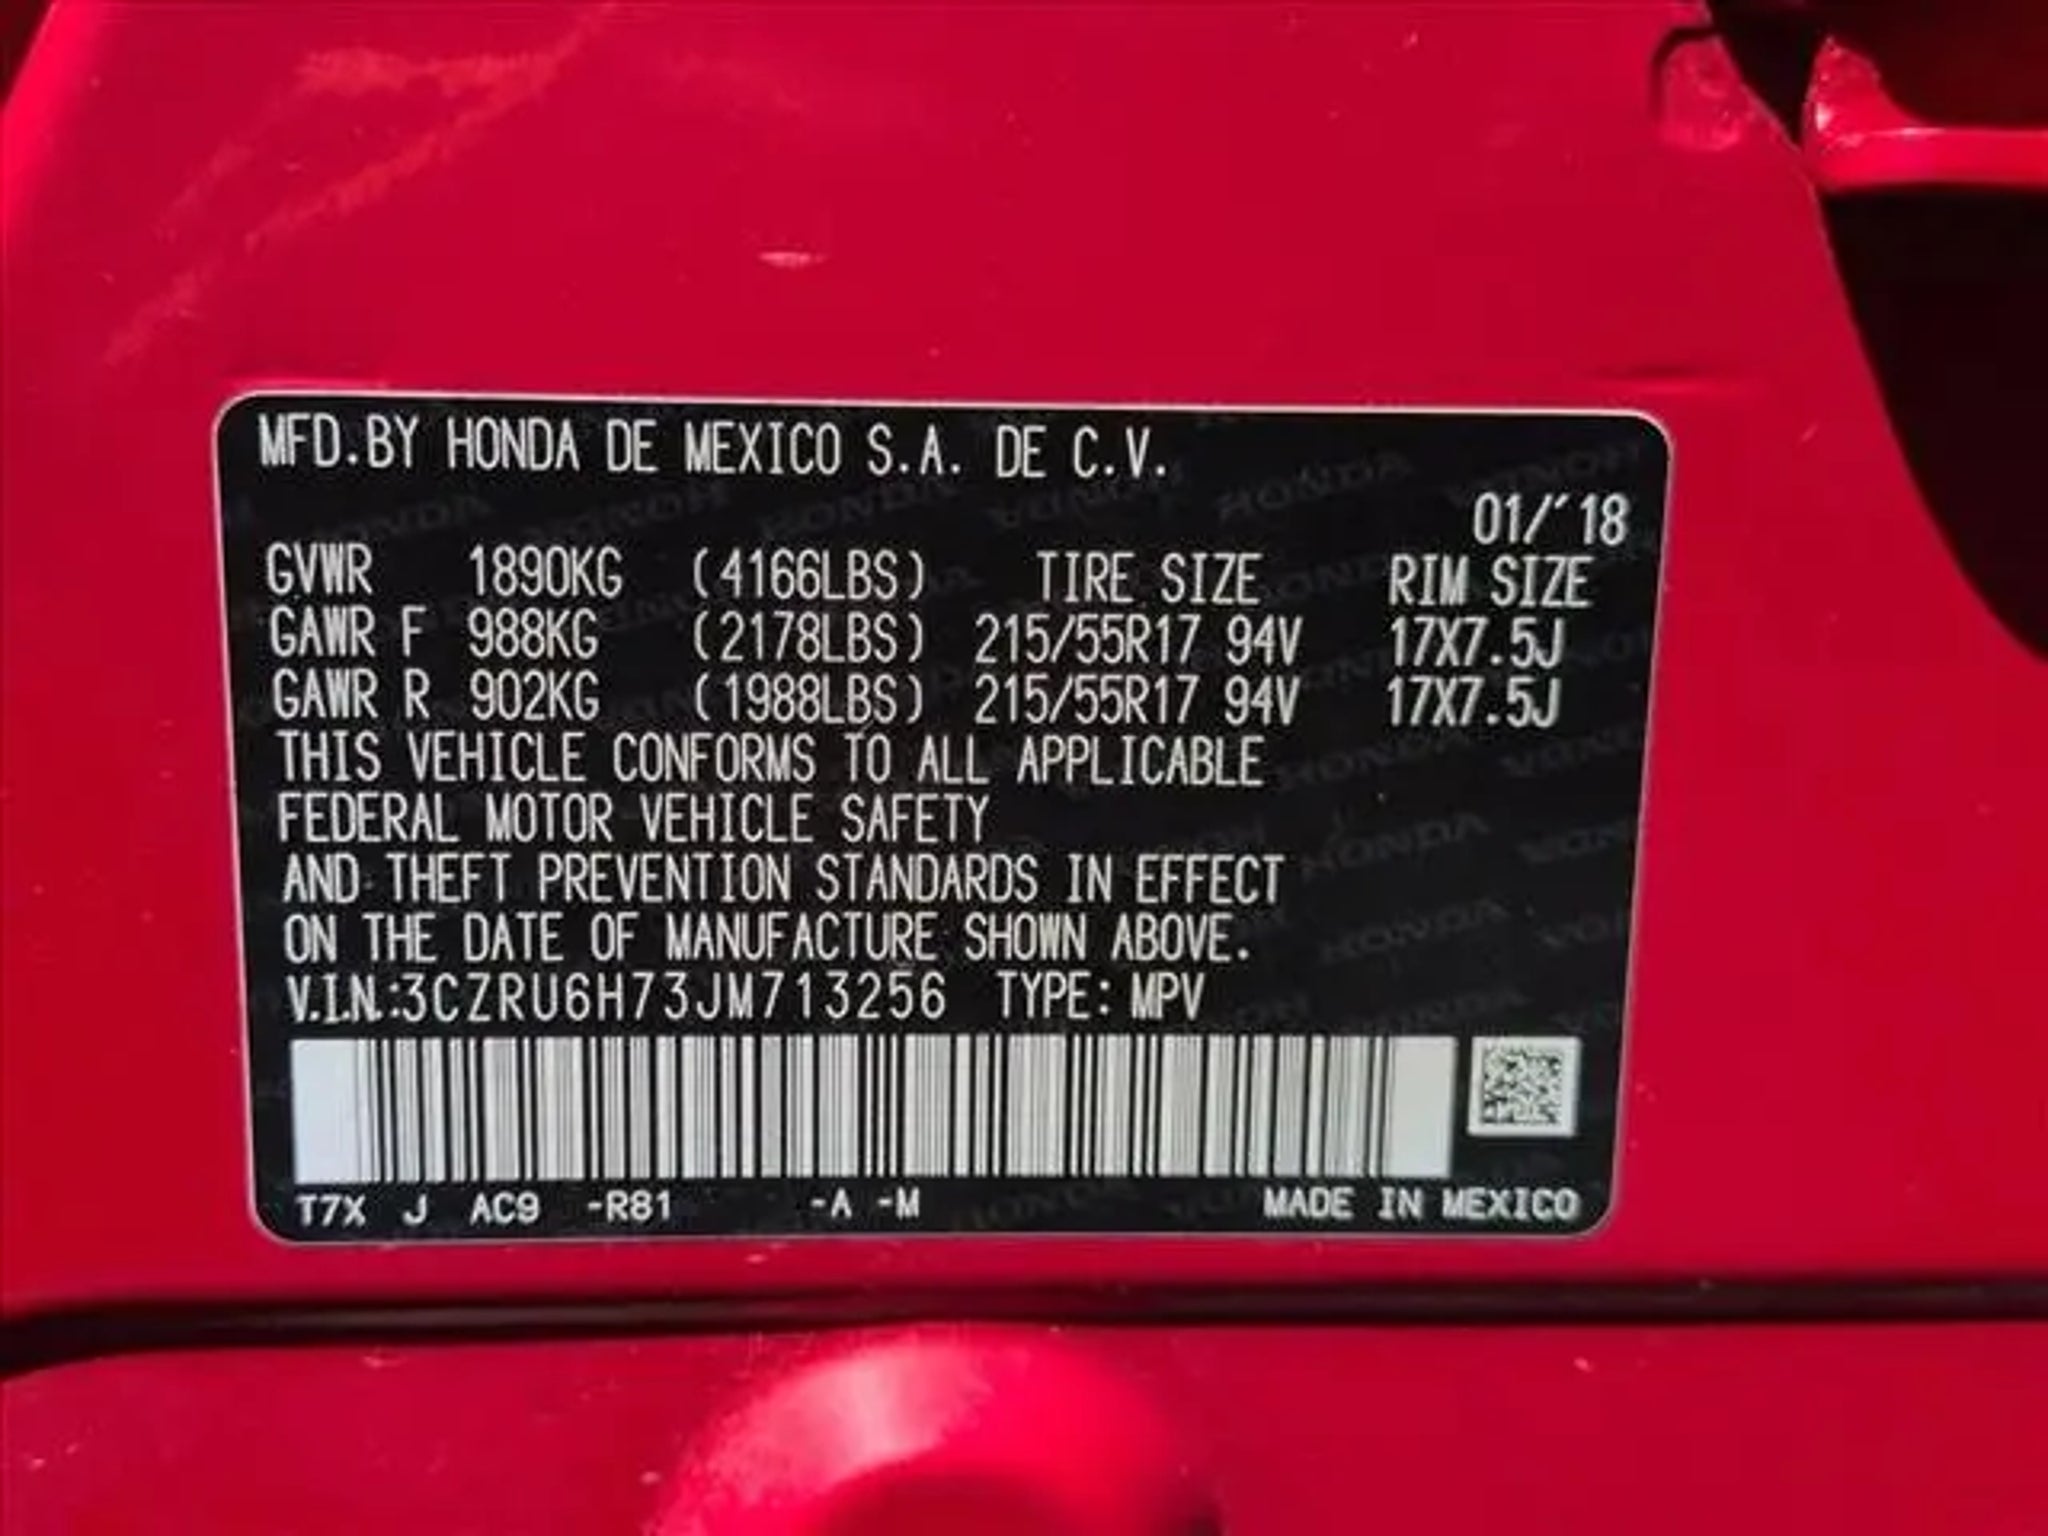 MFD.BY HONDA DE MEXICO S.A. DE C.V.
01/'18
GVWR 1890KG (4166LBS) TIRE SIZE RIM SIZE
GAWR F 988KG (2178LBS) 215/55R17 94V 17X7.5J
GAWR R 902KG (1988LBS) 215/55R17 94V 17X7.5J
THIS VEHICLE CONFORMS TO ALL APPLICABLE
FEDERAL MOTOR VEHICLE SAFETY
AND THEFT PREVENTION STANDARDS IN EFFECT
ON THE DATE OF MANUFACTURE SHOWN ABOVE.
V.I.N.:3CZRU6H73JM713256 TYPE: MPV
T7X J AC9 -R81 -A -M MADE IN MEXICO